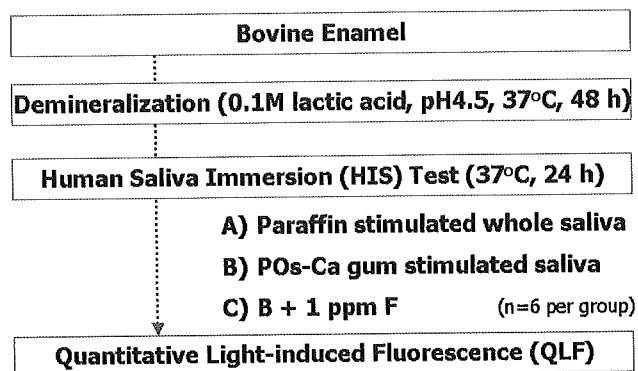 Bovine Enamel
Demineralization (0.1M lactic acid, pH4.5, 37°C, 48 h)
Human Saliva Immersion (HIS) Test (37°C, 24 h)
A) Paraffin stimulated whole saliva
B) POs-Ca gum stimulated saliva
C) B + 1 ppm F (n=6 per group)
Quantitative Light-induced Fluorescence (QLF)